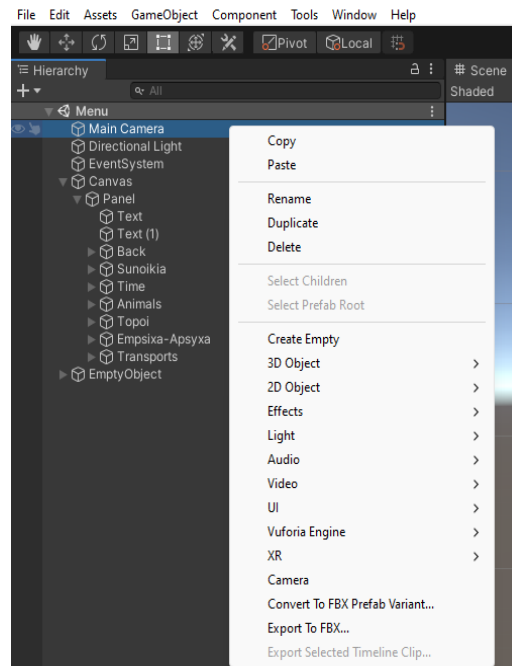 File Edit Assets GameObject Component Tools Window Help
Pivot Local
Hierarchy # Scene
All Shaded
Menu
Main Camera
Directional Light
EventSystem
Canvas
Panel
Text
Text (1)
Back
Sunoikia
Time
Animals
Topoi
Empsixa-Apsyxa
Transports
EmptyObject
Copy
Paste
Rename
Duplicate
Delete
Select Children
Select Prefab Root
Create Empty
3D Object
2D Object
Effects
Light
Audio
Video
UI
Vuforia Engine
XR
Camera
Convert To FBX Prefab Variant...
Export To FBX...
Export Selected Timeline Clip...